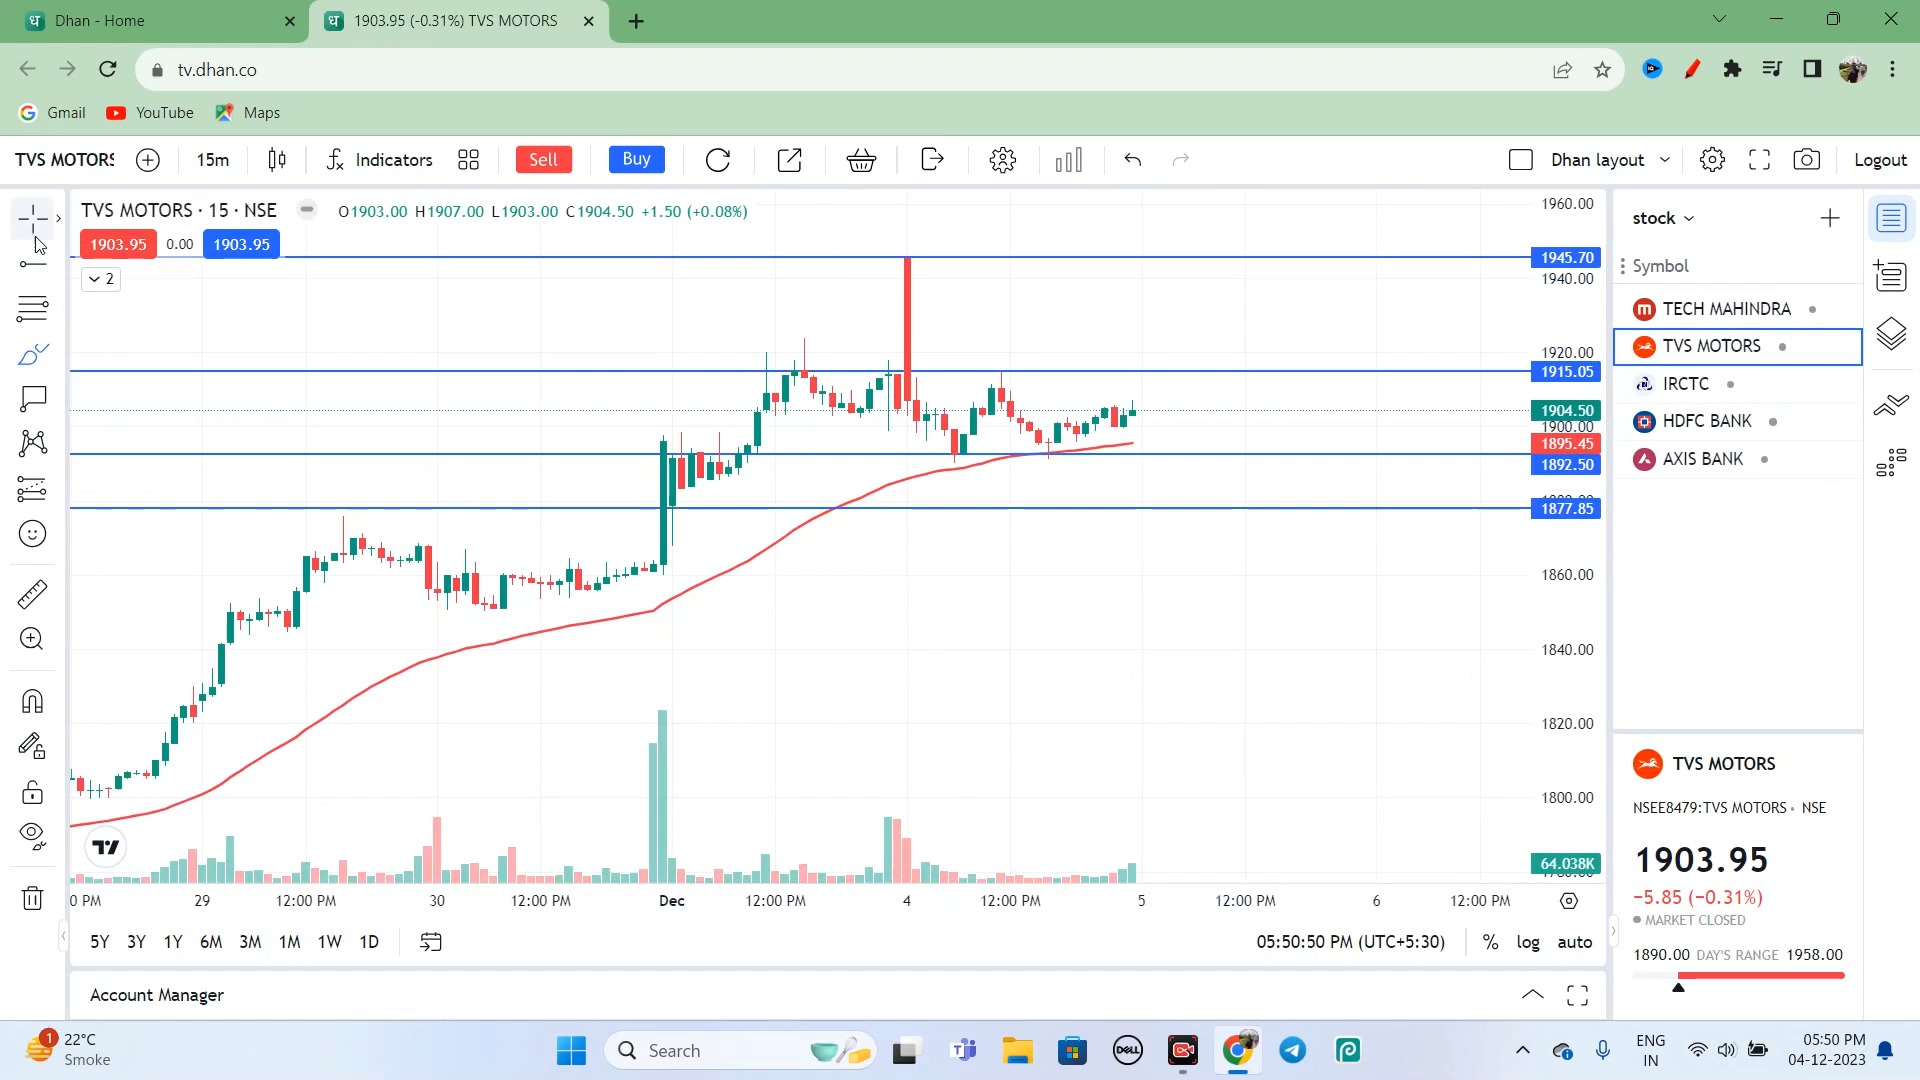 Dhan - Home
1903.95 (-0.31%) TVS MOTORS
tv.dhan.co
Gmail
YouTube
Maps
TVS MOTORS
15m
Indicators
Sell
Buy
Dhan layout
Logout
TVS MOTORS · 15 · NSE
O1903.00 H1907.00 L1903.00 C1904.50 +1.50 (+0.08%)
1903.95 0.00 1903.95
2
1960.00
1945.70
1940.00
1920.00
1915.05
1904.50
1900.00
1895.45
1892.50
1877.85
1860.00
1840.00
1820.00
1800.00
64.038K
0 PM 29 12:00 PM 30 12:00 PM Dec 12:00 PM 4 12:00 PM 5 12:00 PM 6 12:00 PM
5Y 3Y 1Y 6M 3M 1M 1W 1D
05:50:50 PM (UTC+5:30)
% log auto
Account Manager
stock
Symbol
TECH MAHINDRA
TVS MOTORS
IRCTC
HDFC BANK
AXIS BANK
TVS MOTORS
NSEE8479:TVS MOTORS · NSE
1903.95
−5.85 (−0.31%)
MARKET CLOSED
1890.00 DAY'S RANGE 1958.00
1
22°C
Smoke
Search
DELL
ENG
IN
05:50 PM
04-12-2023